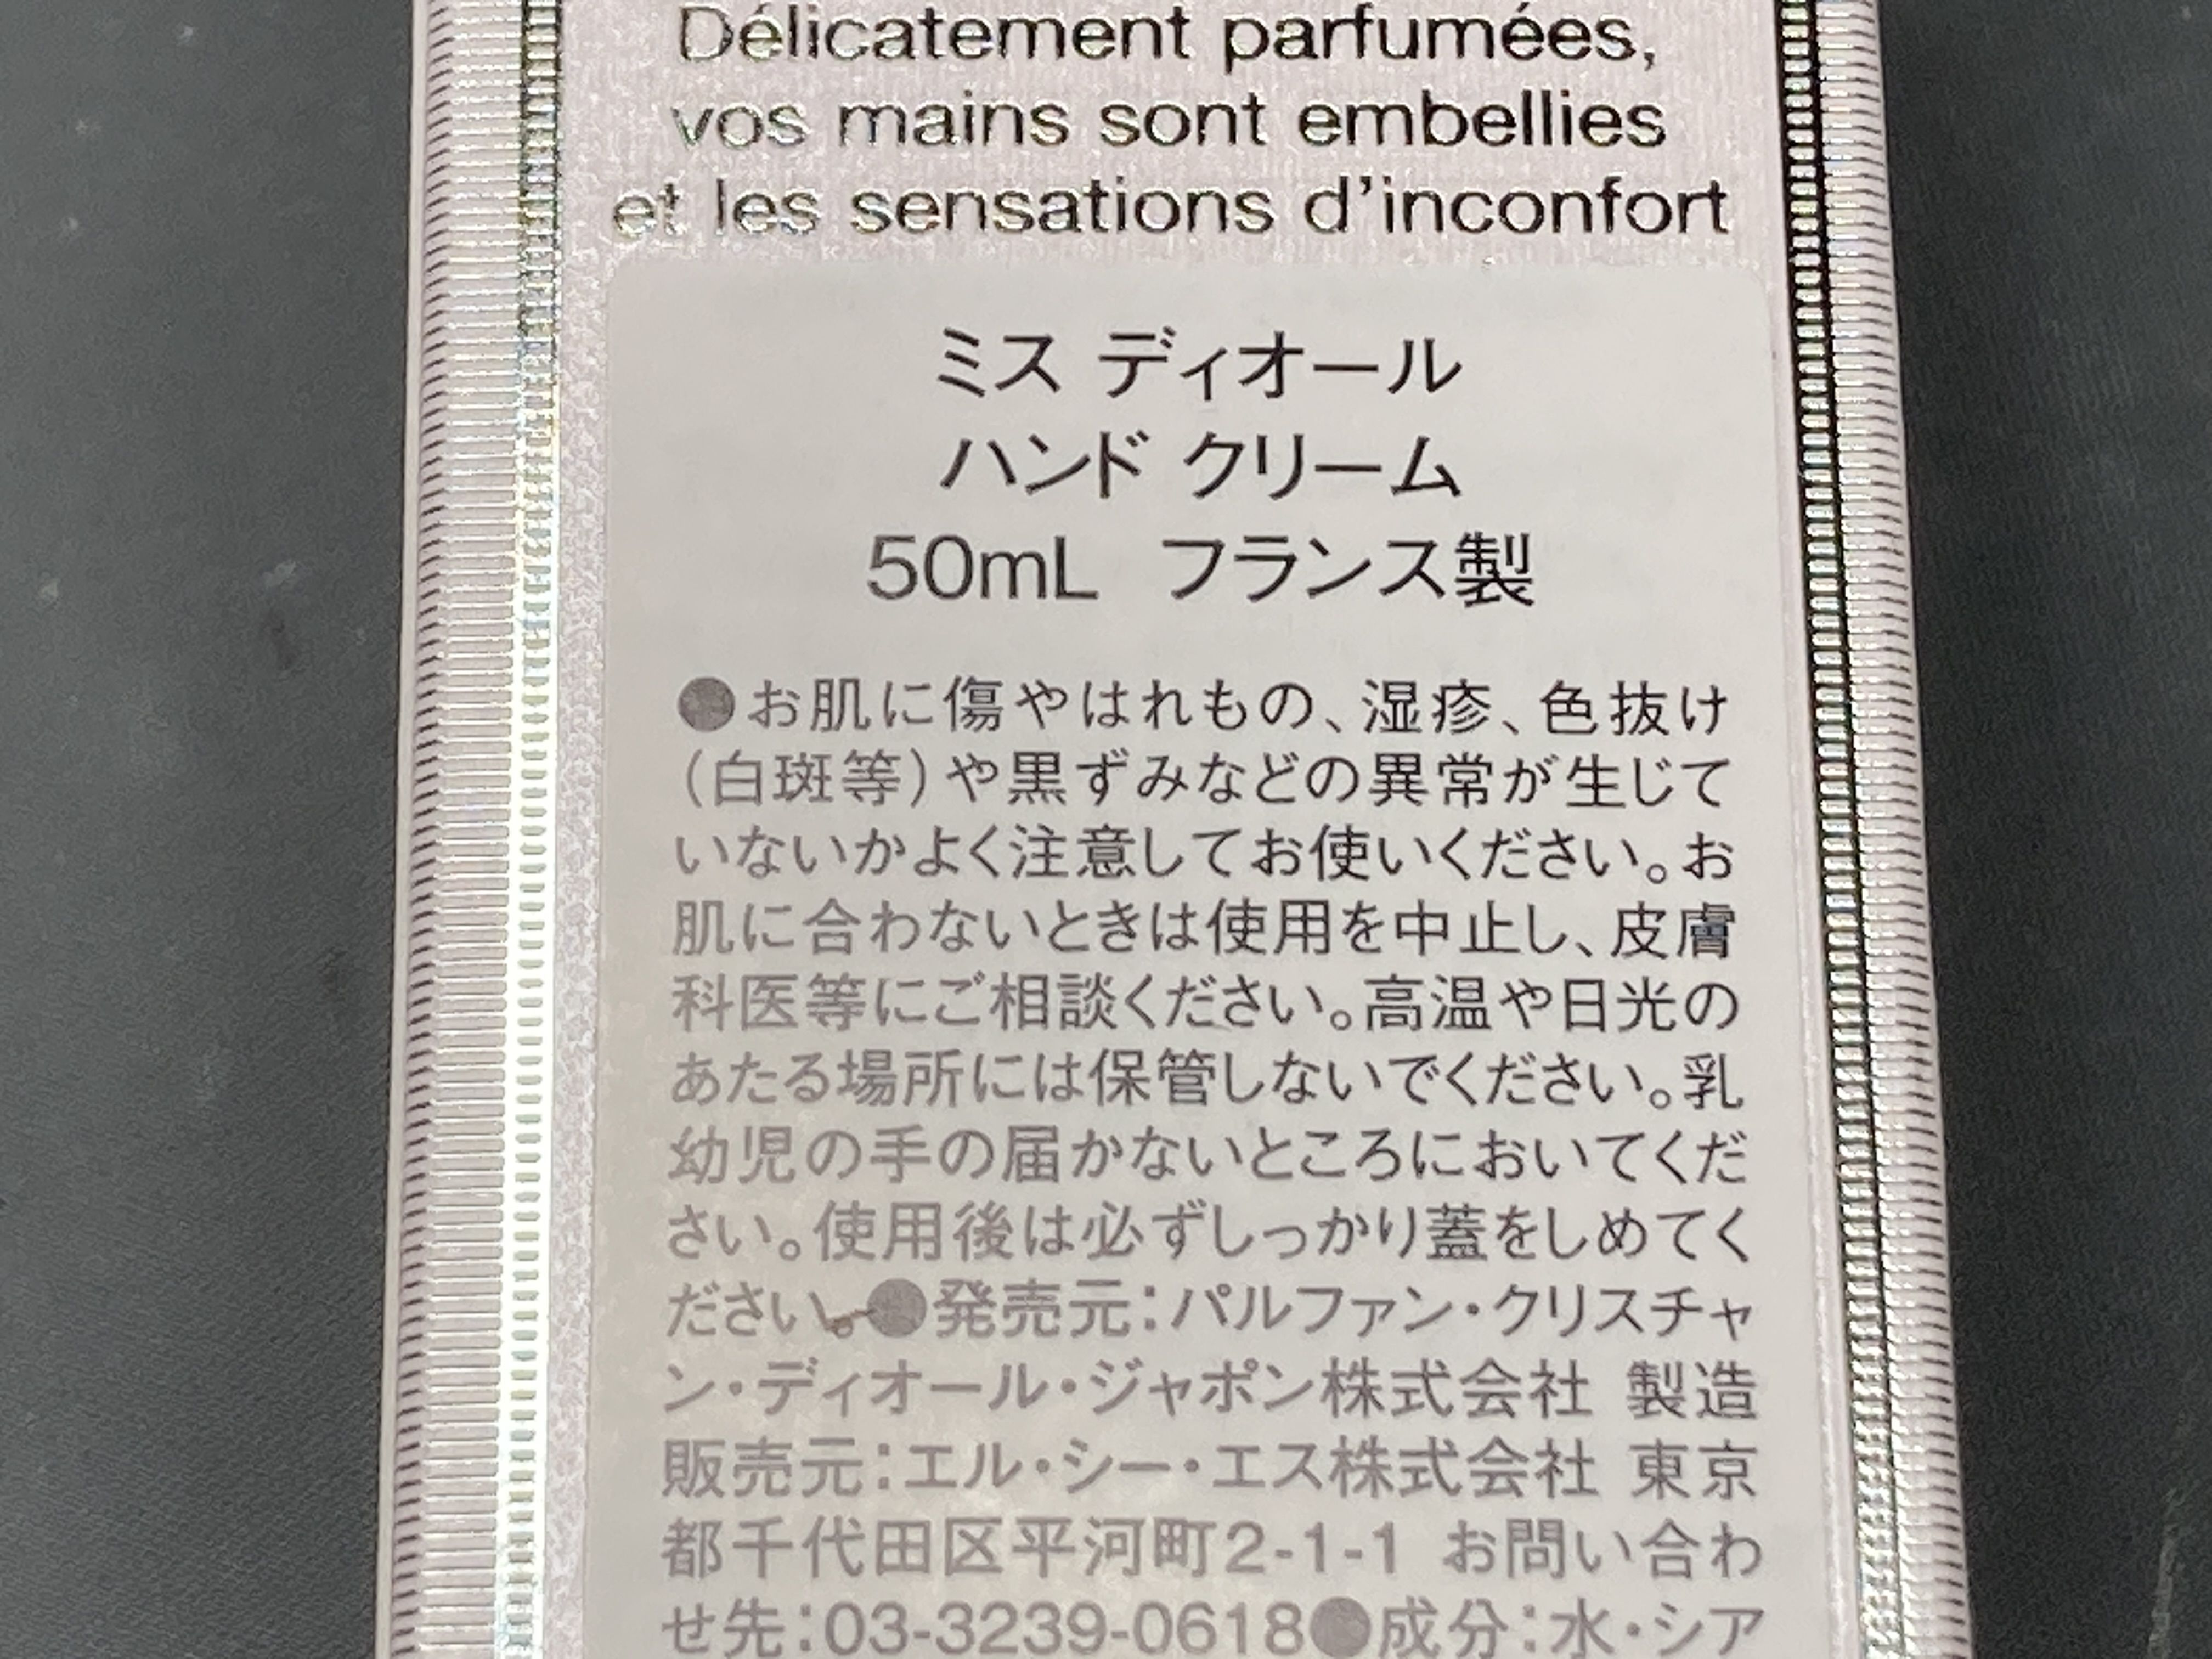 Délicatement parfumées,
vos mains sont embellies
et les sensations d'inconfort
ミス ディオール
ハンド クリーム
50mL フランス製
●お肌に傷やはれもの、湿疹、色抜け
(白斑等)や黒ずみなどの異常が生じて
いないかよく注意してお使いください。お
肌に合わないときは使用を中止し、皮膚
科医等にご相談ください。高温や日光の
あたる場所には保管しないでください。乳
幼児の手の届かないところにおいてくだ
さい。使用後は必ずしっかり蓋をしめてく
ださい。●発売元:パルファン・クリスチャ
ン・ディオール・ジャポン株式会社 製造
販売元:エル・シー・エス株式会社 東京
都千代田区平河町2-1-1 お問い合わ
せ先:03-3239-0618●成分:水・シア